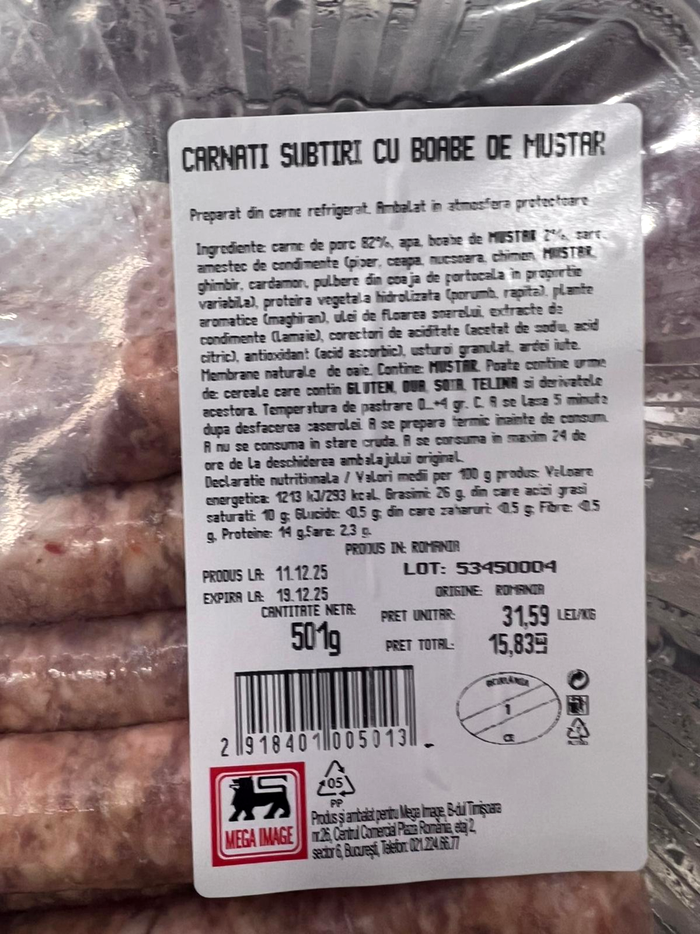 CARNATI SUBTIRI CU BOABE DE MUSTAR
Preparat din carne refrigerat. Ambalat in atmosfera protectoare
Ingrediente: carne de porc 82%, apa, boabe de MUSTAR 2%, sare,
amestec de condimente (piper, ceapa, nucsoara, chimen, MUSTAR,
ghimbir, cardamon, pulbere din coaja de portocala in proportie
variabila), proteina vegetala hidrolizata (porumb, rapita), plante
aromatice (maghiran), ulei de floarea soarelui, extracte de
condimente (lamaie), corectori de aciditate (acetat de sodiu, acid
citric), antioxidant (acid ascorbic), usturoi granulat, ardei iute.
Membrane naturale de oaie. Contine: MUSTAR. Poate contine urme
de: cereale care contin GLUTEN, OUA, SOIA, TELINA si derivatele
acestora. Temperatura de pastrare 0...+4 gr. C. A se lasa 5 minute
dupa desfacerea caserolei. A se prepara termic inainte de consum.
A nu se consuma in stare cruda. A se consuma in maxim 24 de
ore de la deschiderea ambalajului original.
Declaratie nutritionala / Valori medii per 100 g produs: Valoare
energetica: 1213 kJ/293 kcal. Grasimi: 26 g, din care acizi grasi
saturati: 10 g; Glucide: <0.5 g; din care zaharuri: <0.5 g; Fibre: <0.5
g, Proteine: 14 g,Sare: 2,3 g.
PRODUS IN: ROMANIA
PRODUS LA: 11.12.25 LOT: 53450004
EXPIRA LA: 19.12.25 ORIGINE: ROMANIA
CANTITATE NETA: PRET UNITAR: 31,59 LEI/KG
501g PRET TOTAL: 15,83
2 918401 005013
ROMÂNIA
1
CE
05
PP
MEGA IMAGE
Produs și ambalat pentru Mega Image, B-dul Timișoara
nr.26, Centrul Comercial Plaza România, etaj 2,
sector 6, București, Telefon: 021.224.66.77